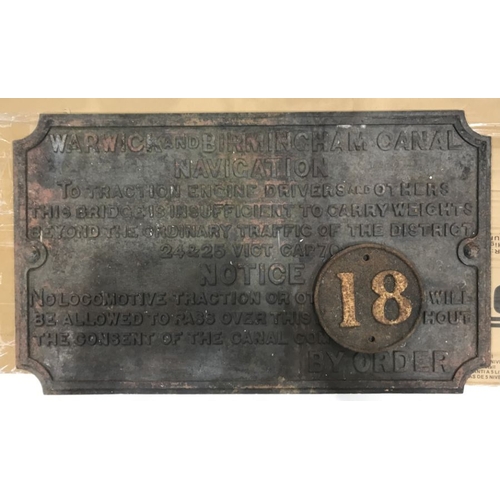 WARWICK AND BIRMINGHAM CANAL
NAVIGATION
TO TRACTION ENGINE DRIVERS AND OTHERS
THIS BRIDGE IS INSUFFICIENT TO CARRY WEIGHTS
BEYOND THE ORDINARY TRAFFIC OF THE DISTRICT.
24&25 VICT CAP 70
NOTICE
NO LOCOMOTIVE TRACTION OR WILL
BE ALLOWED TO PASS OVER THIS
THE CONSENT OF THE CANAL
BY ORDER
18